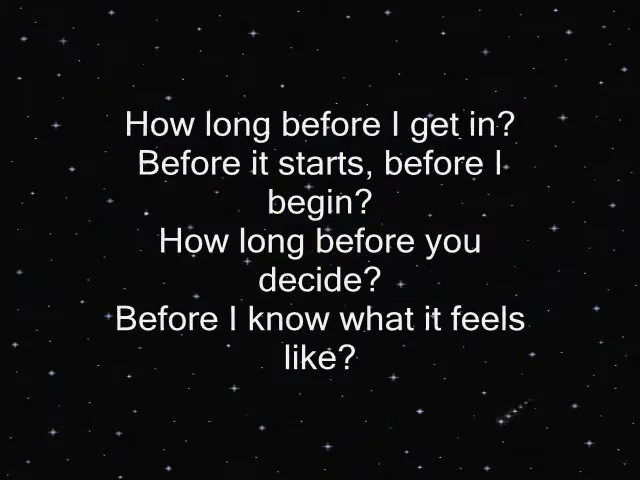 How long before I get in?
Before it starts, before I
begin?
How long before you
decide?
Before I know what it feels
like?